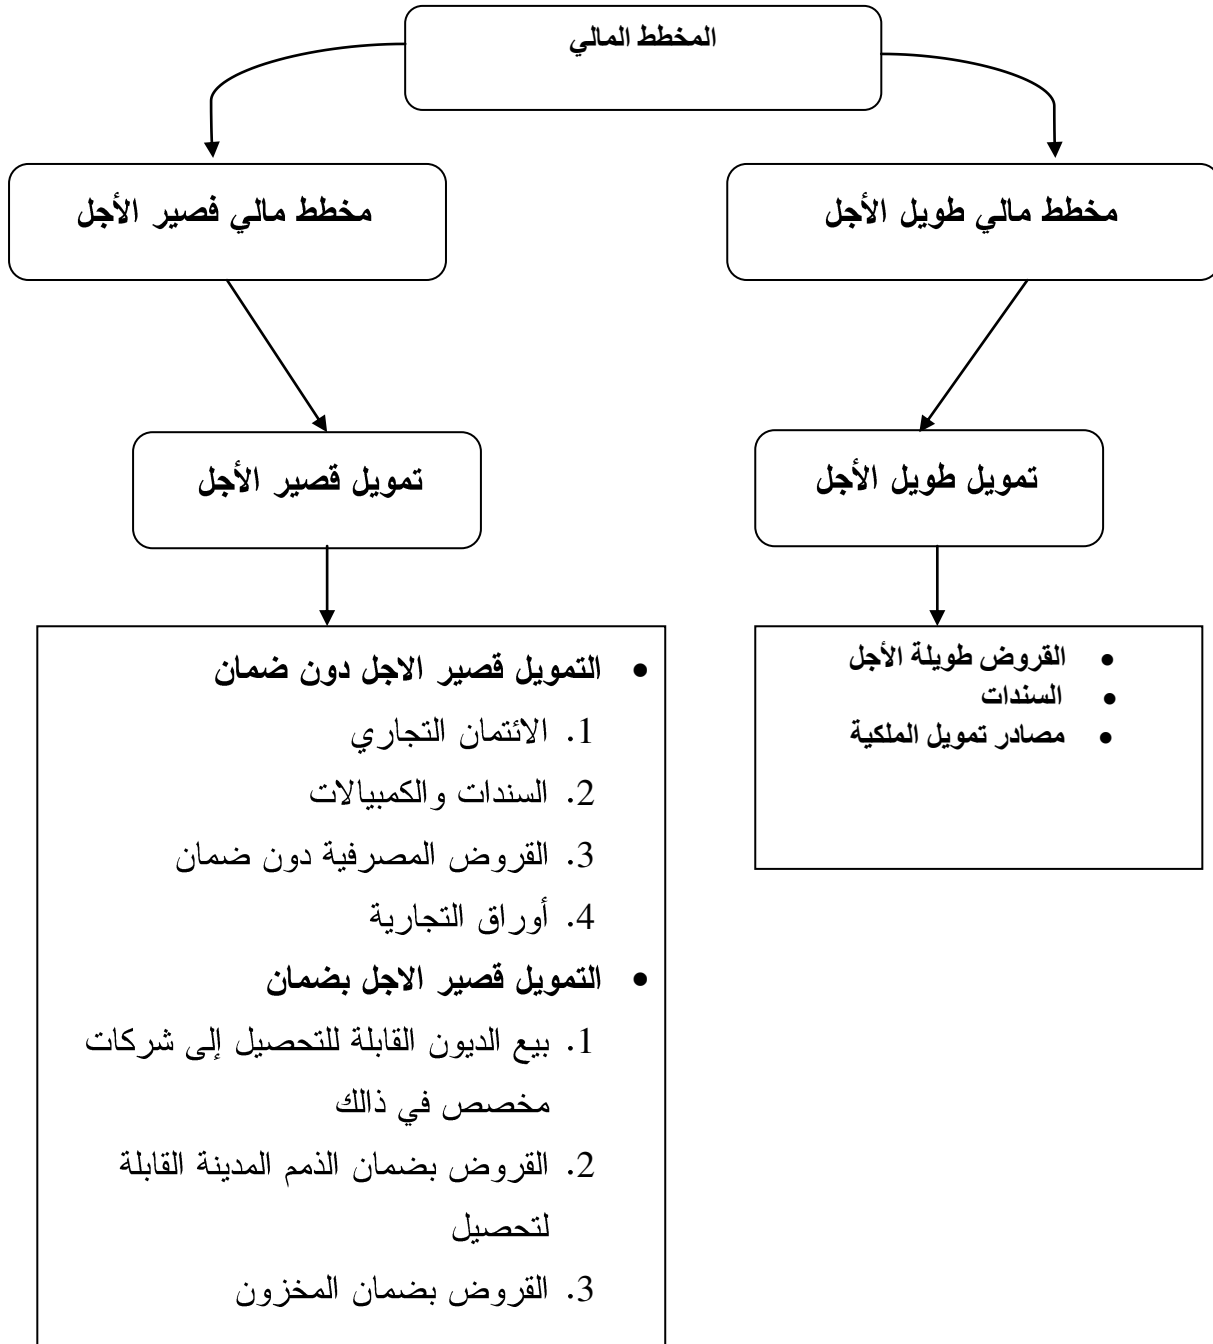 المخطط المالي
مخطط مالي طويل الأجل
مخطط مالي فصير الأجل
تمويل طويل الأجل
تمويل قصير الأجل
• القروض طويلة الأجل
• السندات
• مصادر تمويل الملكية
• التمويل قصير الاجل دون ضمان
1. الائتمان التجاري
2. السندات والكمبيالات
3. القروض المصرفية دون ضمان
4. أوراق التجارية
• التمويل قصير الاجل بضمان
1. بيع الديون القابلة للتحصيل إلى شركات
مخصص في ذالك
2. القروض بضمان الذمم المدينة القابلة
لتحصيل
3. القروض بضمان المخزون